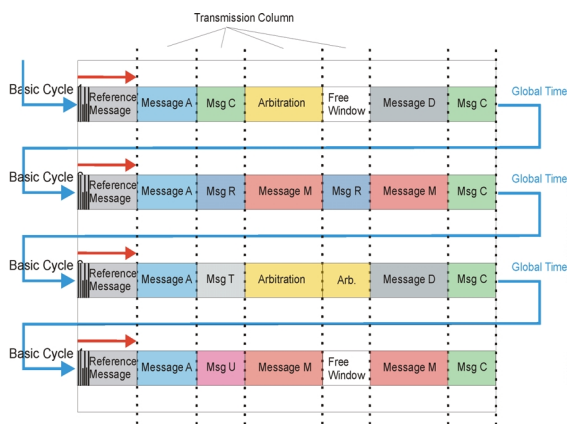 Transmission Column
Basic Cycle
Reference
Message
Message A
Msg C
Arbitration
Free
Window
Message D
Msg C
Global Time
Basic Cycle
Reference
Message
Message A
Msg R
Message M
Msg R
Message M
Msg C
Global Time
Basic Cycle
Reference
Message
Message A
Msg T
Arbitration
Arb.
Message D
Msg C
Global Time
Basic Cycle
Reference
Message
Message A
Msg U
Message M
Free
Window
Message M
Msg C